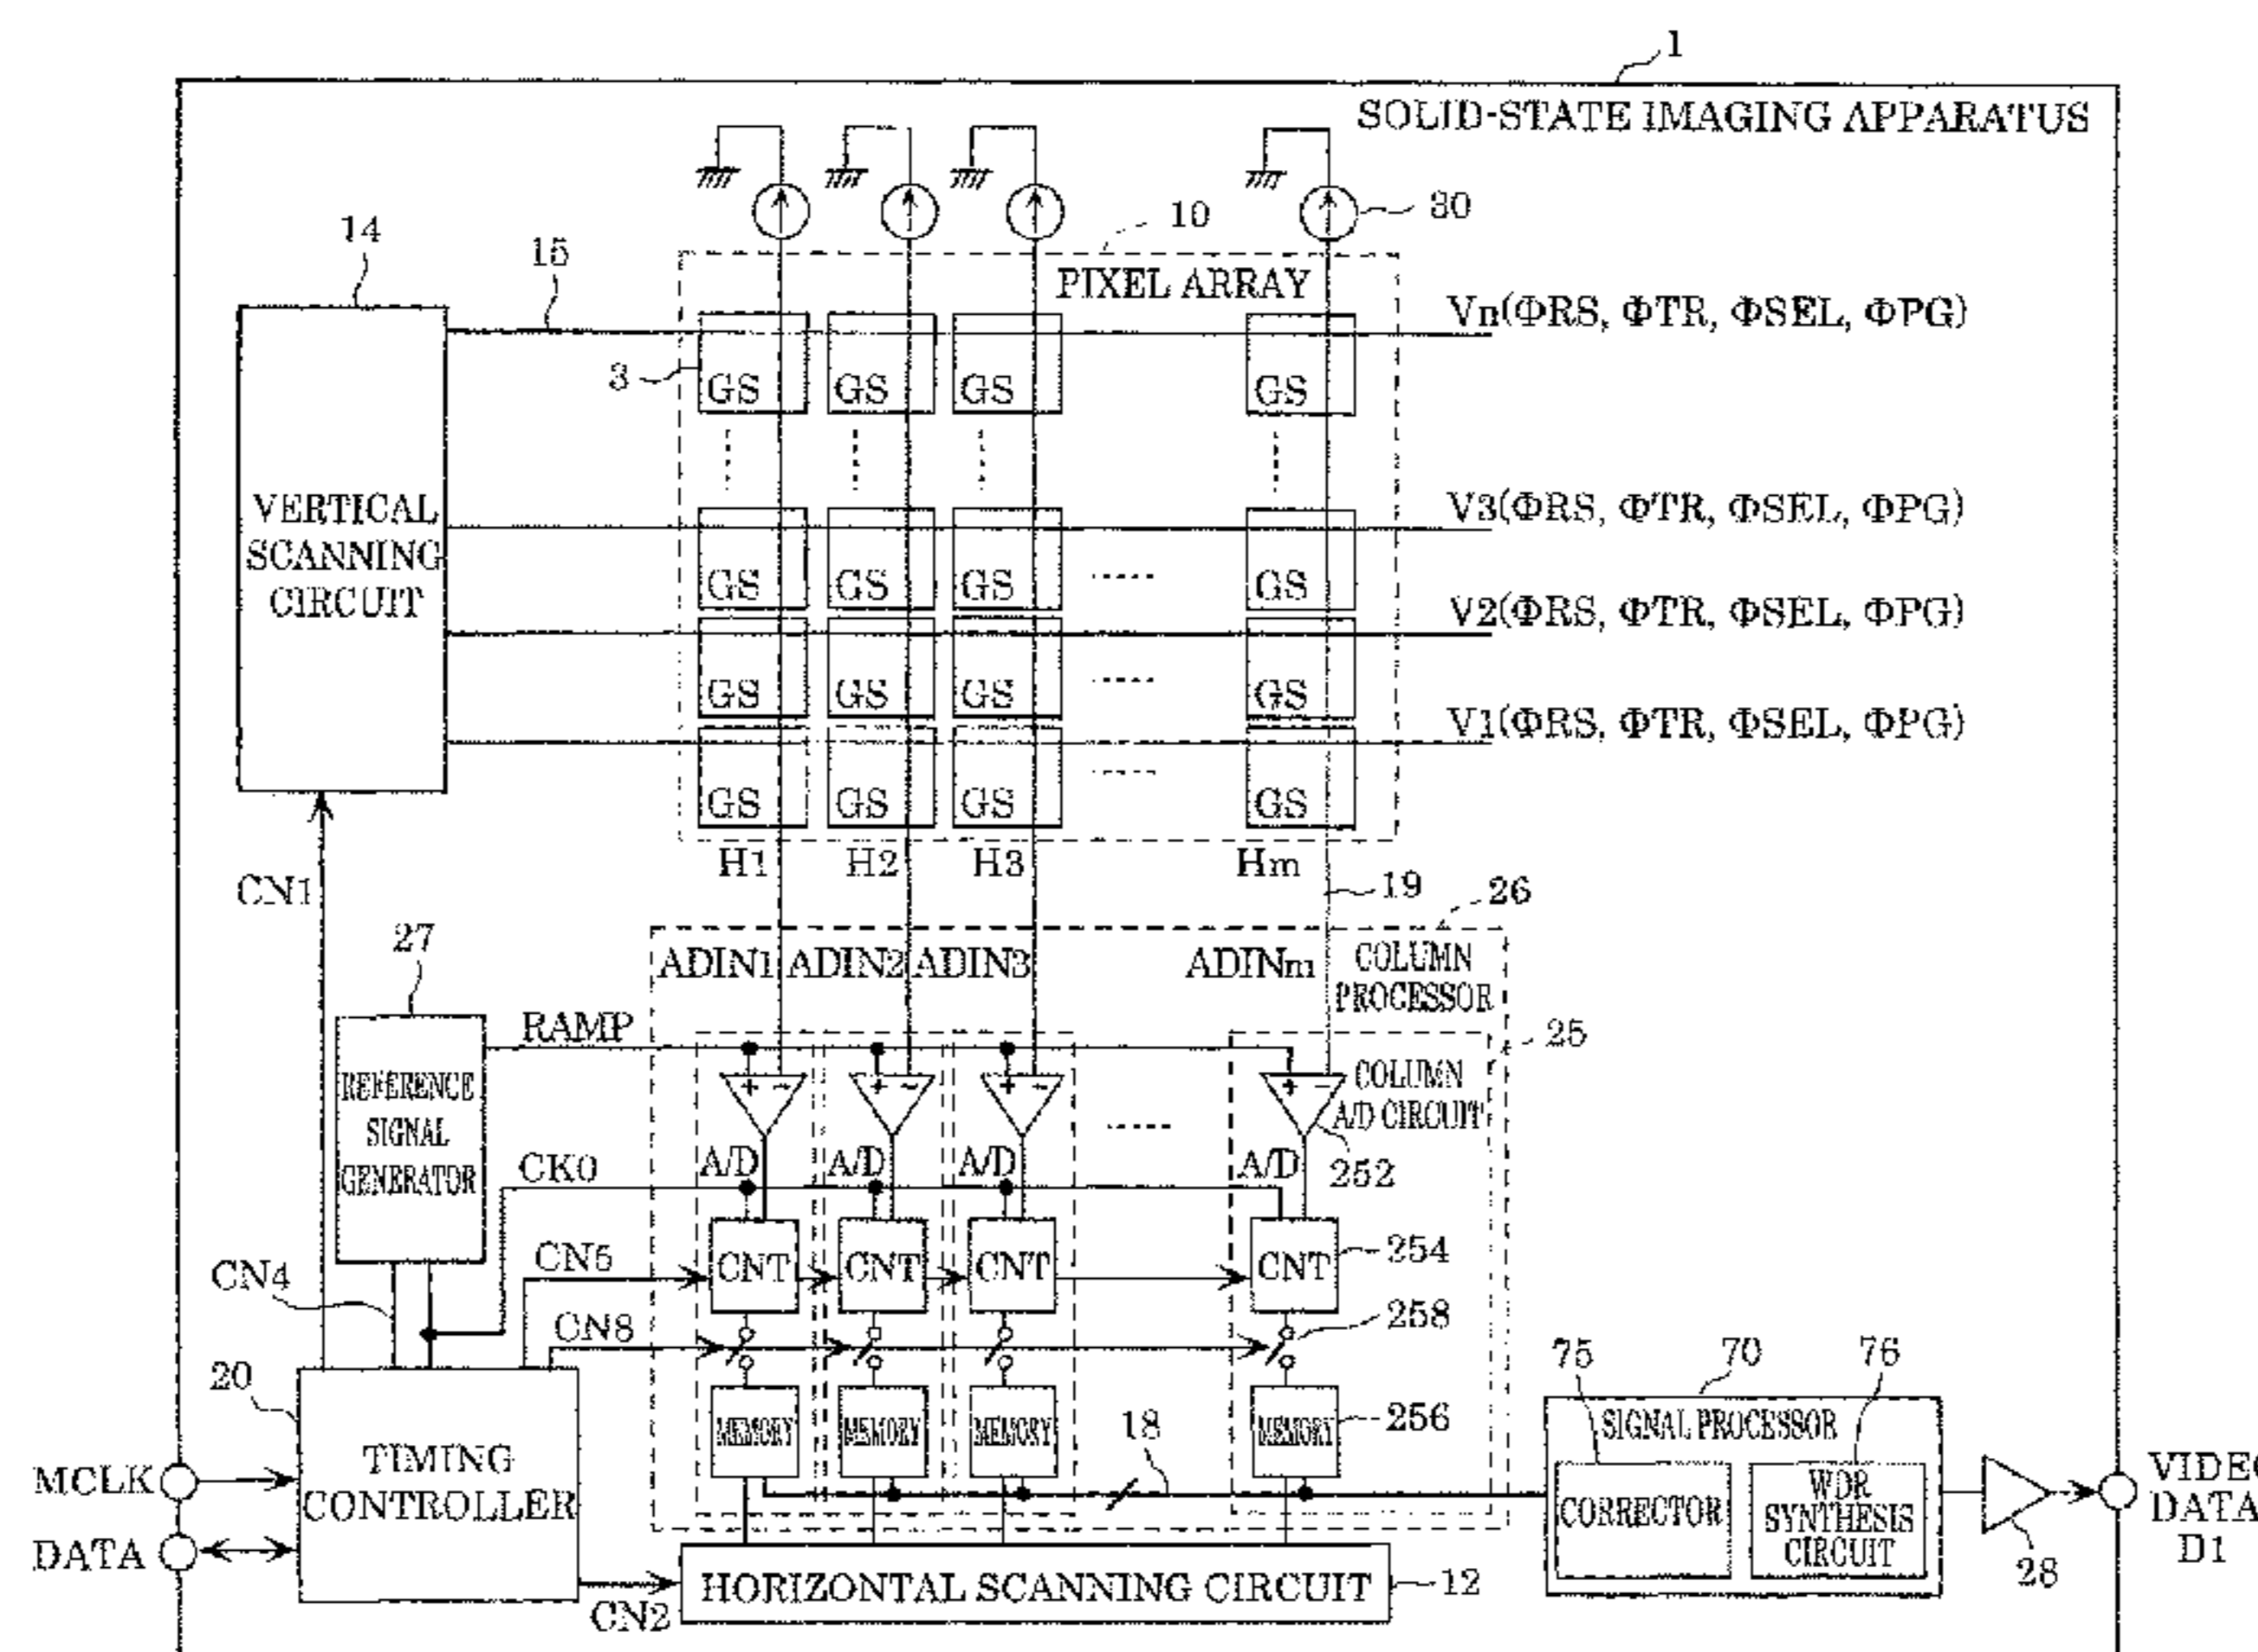 1
SOLID-STATE IMAGING APPARATUS
14
15
10
30
PIXEL ARRAY
3
Vn(ΦRS, ΦTR, ΦSEL, ΦPG)
GS GS GS GS
VERTICAL
SCANNING
CIRCUIT
V3(ΦRS, ΦTR, ΦSEL, ΦPG)
GS GS GS GS
V2(ΦRS, ΦTR, ΦSEL, ΦPG)
GS GS GS GS
V1(ΦRS, ΦTR, ΦSEL, ΦPG)
GS GS GS GS
H1 H2 H3 Hm
CN1
19
26
27
ADIN1 ADIN2 ADIN3 ADINm
COLUMN
PROCESSOR
RAMP
25
REFERENCE
SIGNAL
GENERATOR
+ − + − + − + −
COLUMN
A/D CIRCUIT
CK0
A/D A/D A/D A/D
252
CN4
CN5
CNT CNT CNT CNT
254
CN8
258
20
MEMORY MEMORY MEMORY MEMORY
256
18
75
70
76
SIGNAL PROCESSOR
CORRECTOR
WDR
SYNTHESIS
CIRCUIT
28
MCLK
DATA
TIMING
CONTROLLER
VIDEO
DATA
D1
CN2
HORIZONTAL SCANNING CIRCUIT
12